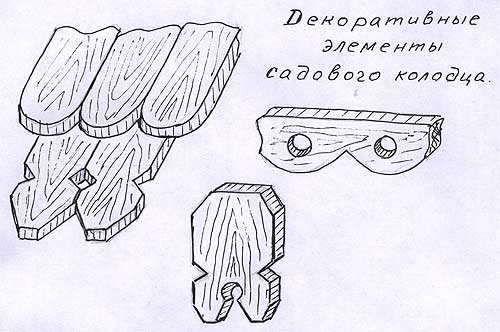 Декоративные
элементы
садового колодца.